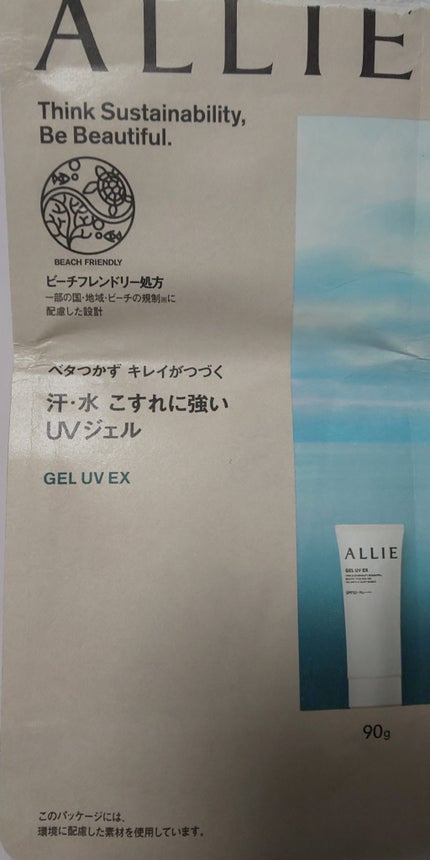 ALLIE
Think Sustainability,
Be Beautiful.
BEACH FRIENDLY
ビーチフレンドリー処方
一部の国・地域・ビーチの規制※に
配慮した設計
ベタつかず キレイがつづく
汗・水 こすれに強い
UVジェル
GEL UV EX
ALLIE
GEL UV EX
90g
このパッケージには、
環境に配慮した素材を使用しています。